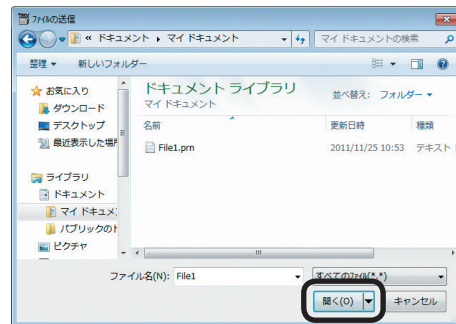 ファイルの送信
« ドキュメント ▸ マイ ドキュメント
マイ ドキュメントの検索
整理 ▼ 新しいフォルダー
お気に入り
ダウンロード
デスクトップ
最近表示した場所
ライブラリ
ドキュメント
マイ ドキュメ
パブリックのド
ピクチャ
ドキュメント ライブラリ
マイ ドキュメント
並べ替え: フォルダー ▼
名前 更新日時 種類
File1.prn 2011/11/25 10:53 テキスト
ファイル名(N): File1
すべてのファイル(*.*)
開く(O) キャンセル